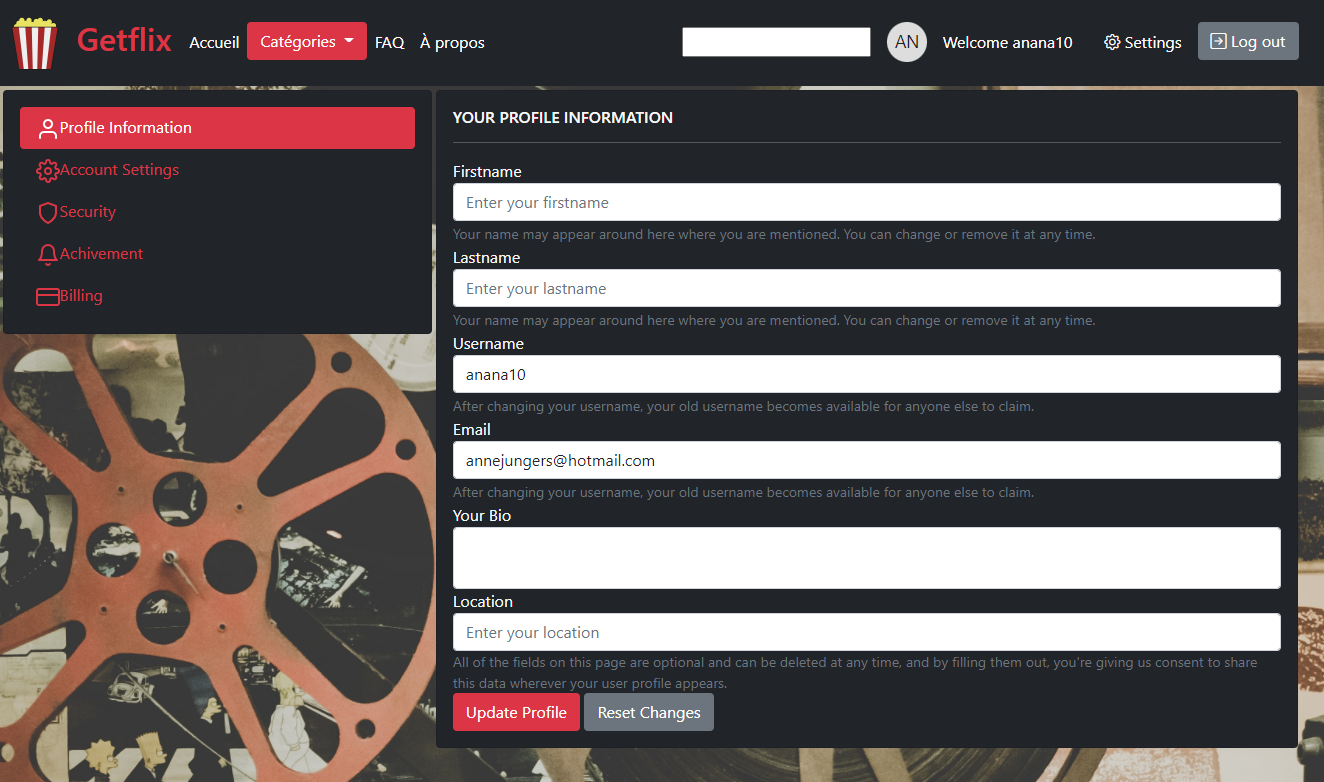 Getflix Accueil Catégories FAQ À propos AN Welcome anana10 Settings Log out
Profile Information
Account Settings
Security
Achivement
Billing
YOUR PROFILE INFORMATION
Firstname
Enter your firstname
Your name may appear around here where you are mentioned. You can change or remove it at any time.
Lastname
Enter your lastname
Your name may appear around here where you are mentioned. You can change or remove it at any time.
Username
anana10
After changing your username, your old username becomes available for anyone else to claim.
Email
annejungers@hotmail.com
After changing your username, your old username becomes available for anyone else to claim.
Your Bio
Location
Enter your location
All of the fields on this page are optional and can be deleted at any time, and by filling them out, you're giving us consent to share
this data wherever your user profile appears.
Update Profile Reset Changes